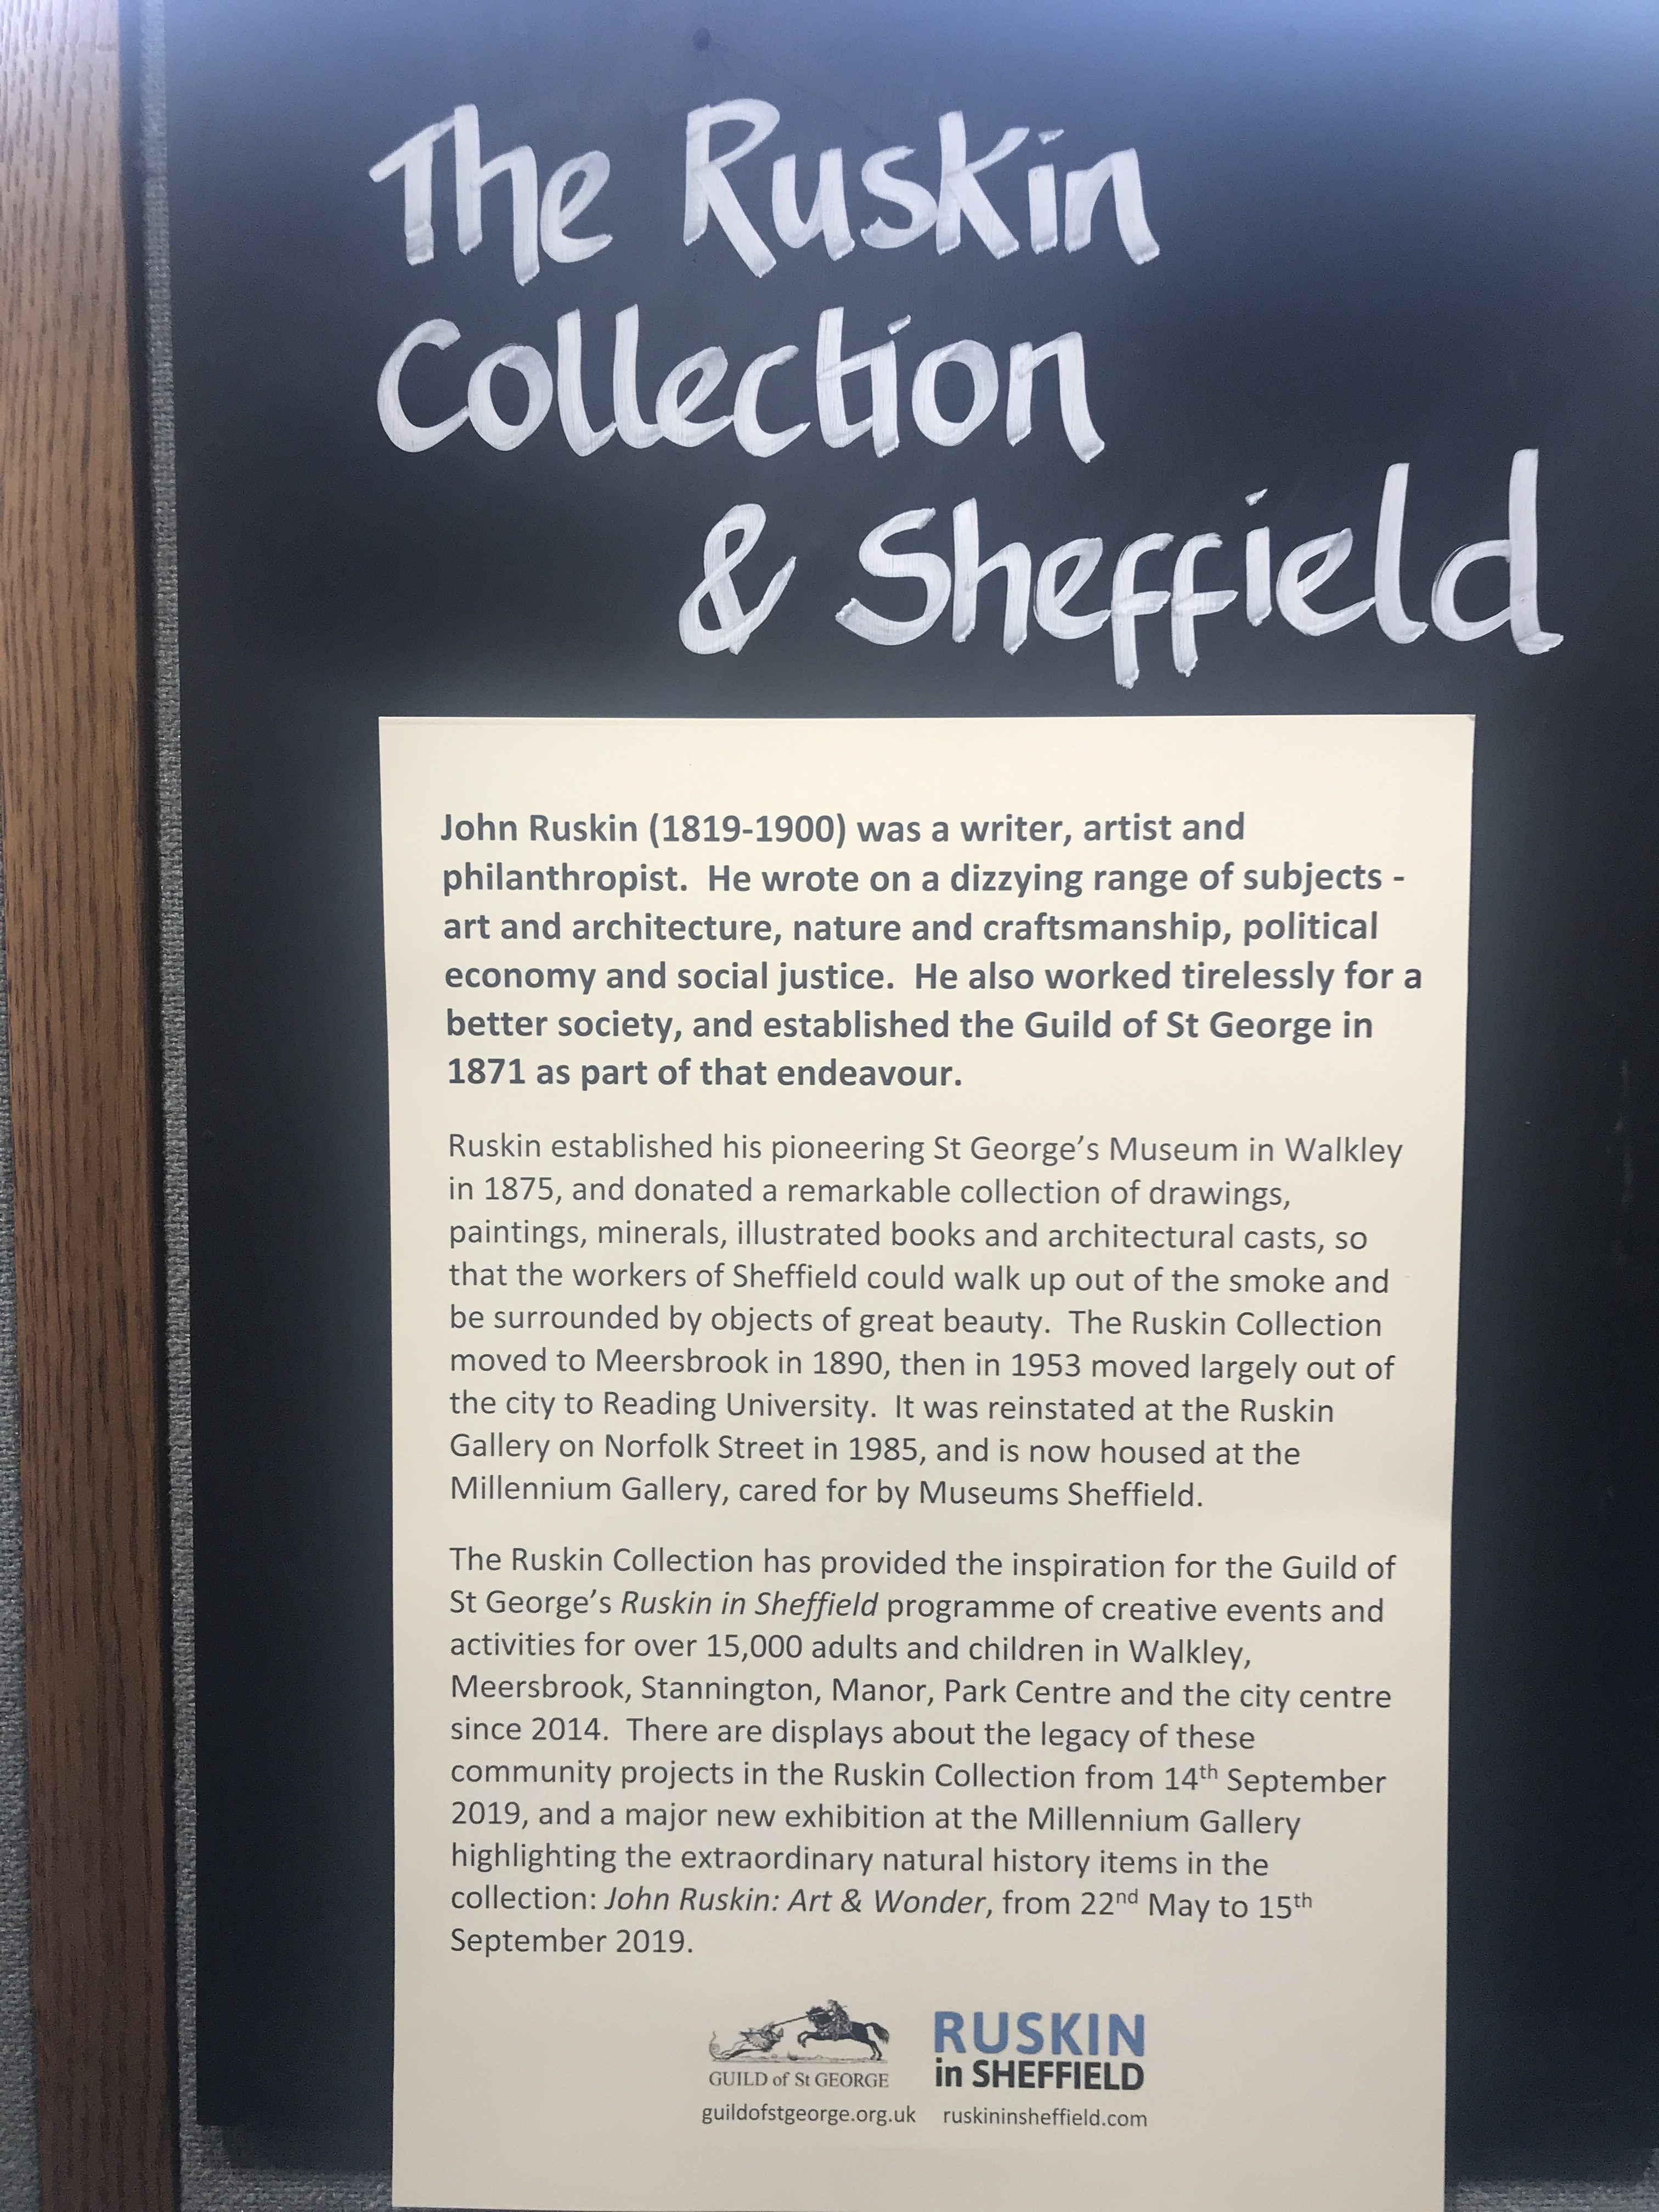 The Ruskin
Collection
& Sheffield
John Ruskin (1819-1900) was a writer, artist and
philanthropist.  He wrote on a dizzying range of subjects -
art and architecture, nature and craftsmanship, political
economy and social justice.  He also worked tirelessly for a
better society, and established the Guild of St George in
1871 as part of that endeavour.
Ruskin established his pioneering St George’s Museum in Walkley
in 1875, and donated a remarkable collection of drawings,
paintings, minerals, illustrated books and architectural casts, so
that the workers of Sheffield could walk up out of the smoke and
be surrounded by objects of great beauty.  The Ruskin Collection
moved to Meersbrook in 1890, then in 1953 moved largely out of
the city to Reading University.  It was reinstated at the Ruskin
Gallery on Norfolk Street in 1985, and is now housed at the
Millennium Gallery, cared for by Museums Sheffield.
The Ruskin Collection has provided the inspiration for the Guild of
St George’s Ruskin in Sheffield programme of creative events and
activities for over 15,000 adults and children in Walkley,
Meersbrook, Stannington, Manor, Park Centre and the city centre
since 2014.  There are displays about the legacy of these
community projects in the Ruskin Collection from 14th September
2019, and a major new exhibition at the Millennium Gallery
highlighting the extraordinary natural history items in the
collection: John Ruskin: Art & Wonder, from 22nd May to 15th
September 2019.
GUILD of St GEORGE
guildofstgeorge.org.uk
RUSKIN
in SHEFFIELD
ruskininsheffield.com